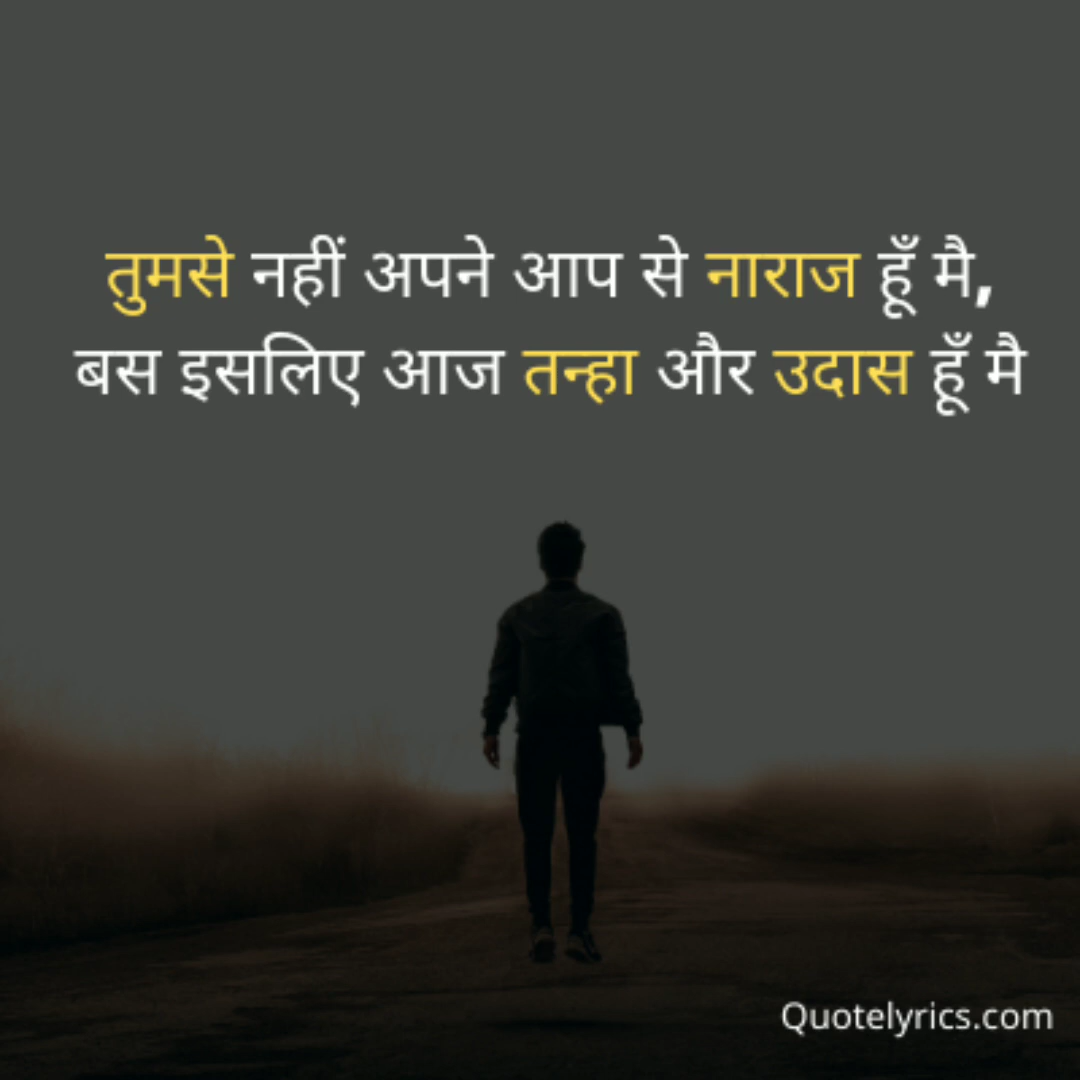 तुमसे नहीं अपने आप से नाराज हूँ मै,
बस इसलिए आज तन्हा और उदास हूँ मै
Quotelyrics.com